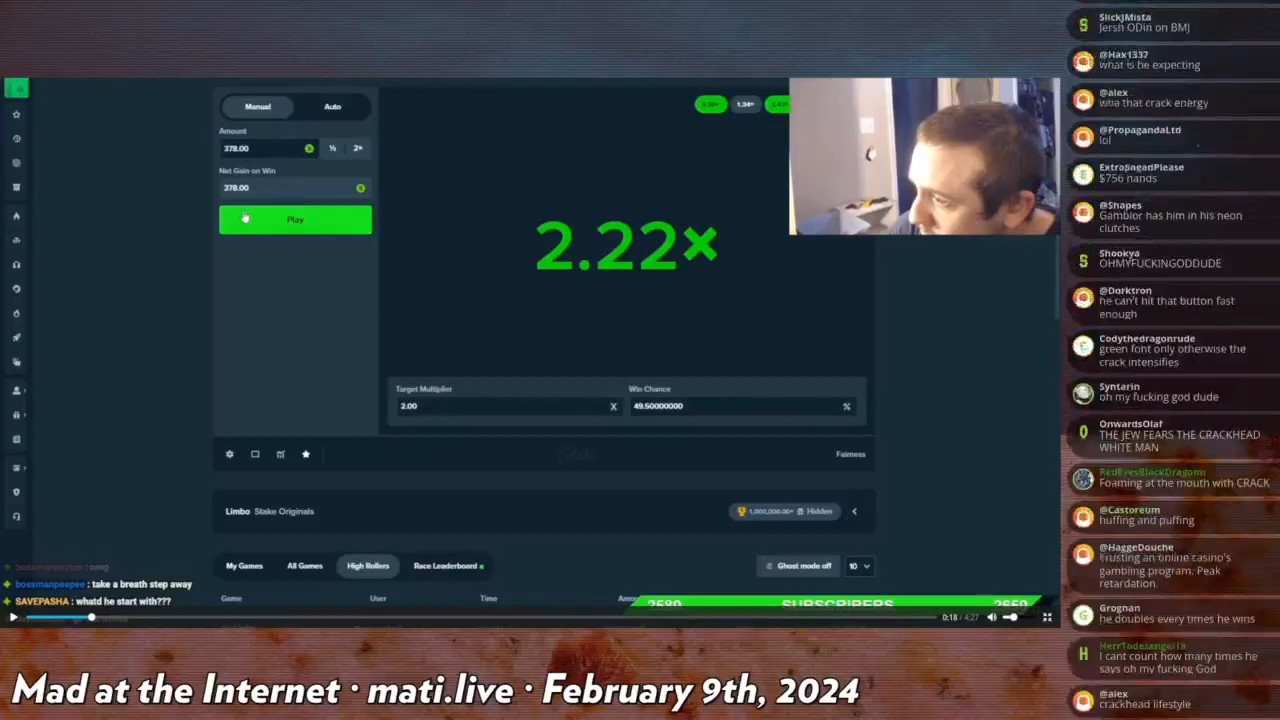 Manual
Auto
Amount
378.00
½
2×
Net Gain on Win
378.00
Play
1.34×
2.22×
Target Multiplier
2.00
X
Win Chance
49.50000000
%
Fairness
Limbo Stake Originals
Hidden
My Games
All Games
High Rollers
Race Leaderboard
Ghost mode off
10
Game
User
Time
SUBSCRIBERS
: omg
bossmanpeepee : take a breath step away
SAVEPASHA : whatd he start with???
0:18 / 4:27
Mad at the Internet · mati.live · February 9th, 2024
SlickJMista
Jersh ODin on BMJ
@Hax1337
what is he expecting
@alex
wha that crack energy
@PropagandaLtd
lol
$756 hands
@Shapes
Gambior has him in his neon
clutches
Shookya
OHMYFUCKINGODDUDE
@Darktron
he can't hit that button fast
enough
Codythedragonrude
green font only otherwise the
crack intensifies
Syntarin
oh my fucking god dude
OnwardsOlaf
THE JEW FEARS THE CRACKHEAD
WHITE MAN
Foaming at the mouth with CRACK
@Castoreum
huffing and puffing
@HaggeDouche
Trusting an online casino's
gambling program. Peak
retardation.
Grognan
he doubles every time he wins
I cant count how many times he
says oh my fucking God
@alex
crackhead lifestyle